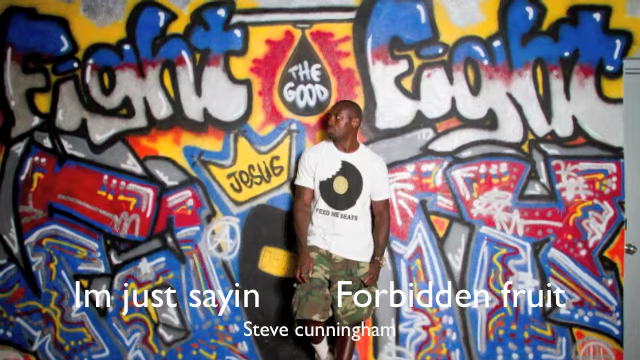 Fight THE GOOD Fight
JESUS
FEED ME BEATS
Im just sayin Forbidden fruit
Steve cunningham